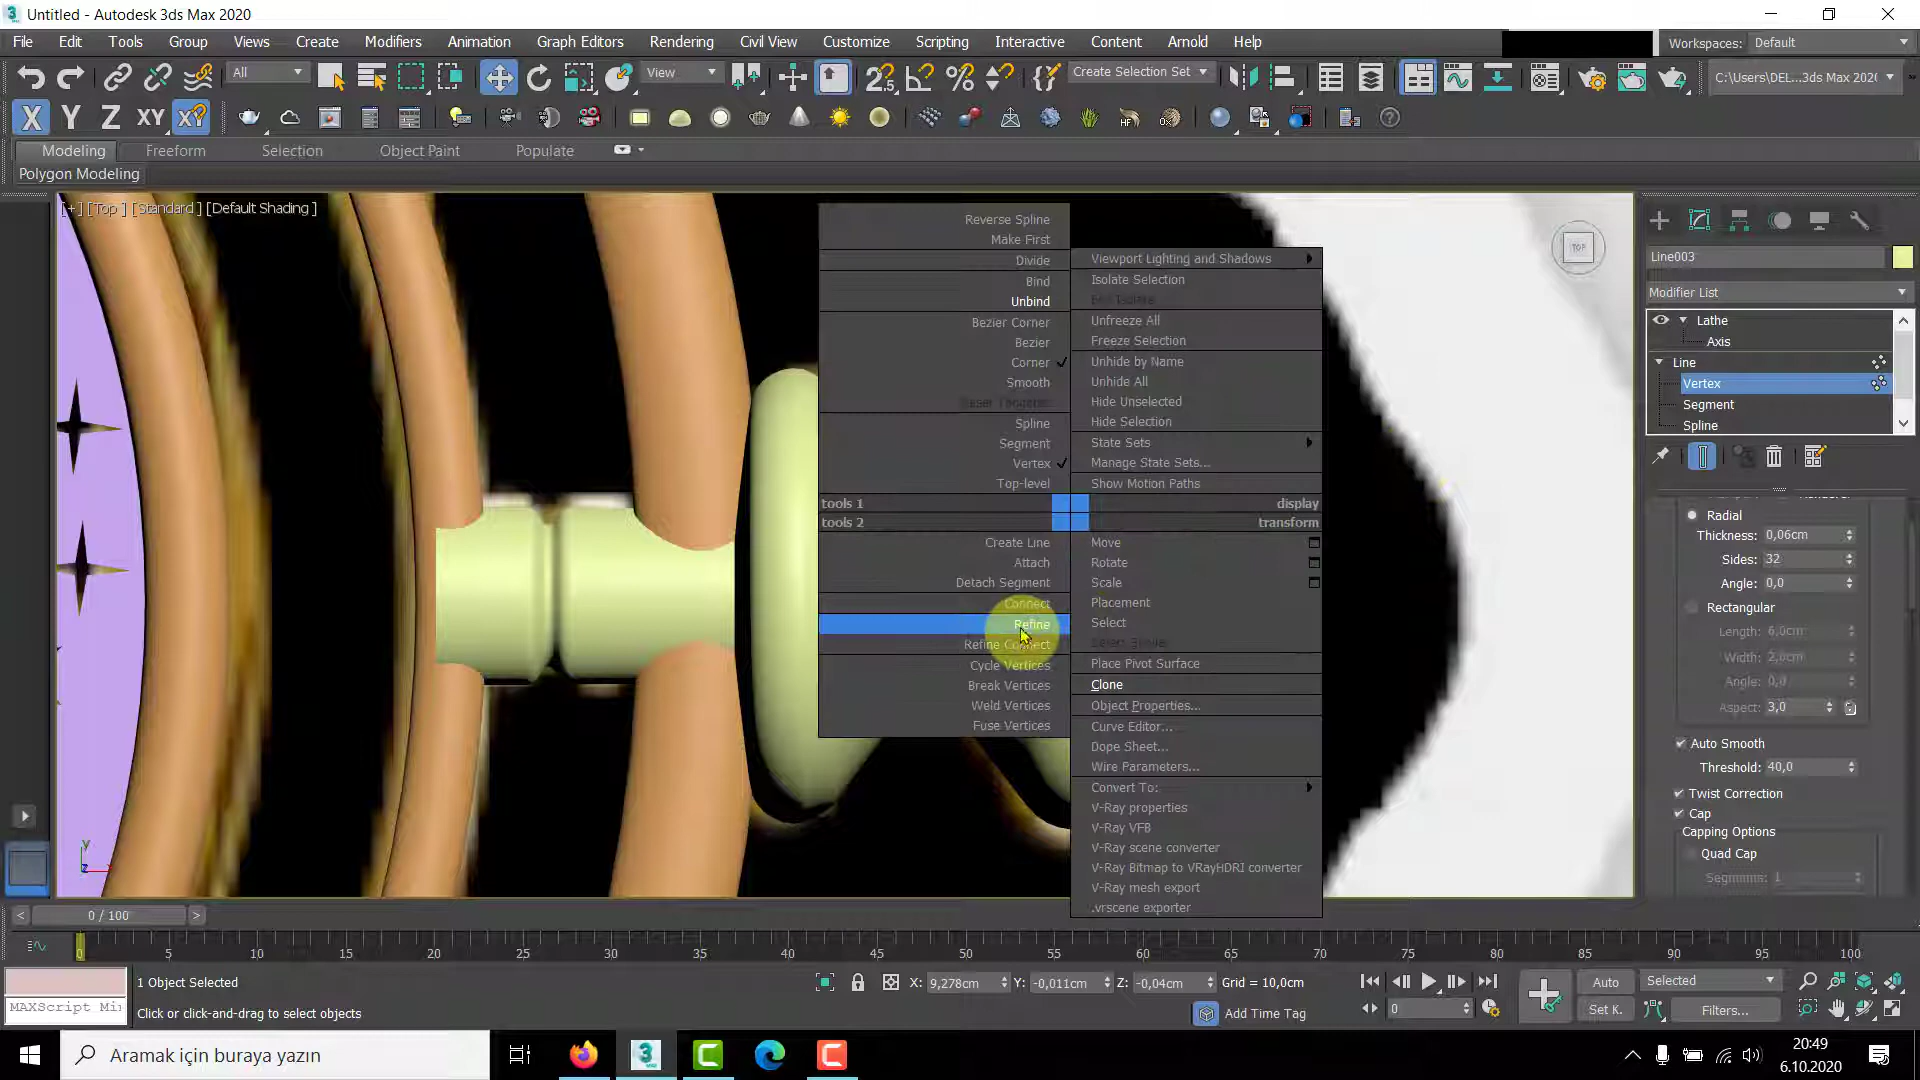 Untitled - Autodesk 3ds Max 2020
File Edit Tools Group Views Create Modifiers Animation Graph Editors Rendering Civil View Customize Scripting Interactive Content Arnold Help
Workspaces: Default
All
View
Create Selection Set
C:\Users\DEL...3ds Max 2020
X Y Z XY
Modeling Freeform Selection Object Paint Populate
Polygon Modeling
[+] [Top ] [Standard ] [Default Shading ]
TOP
Reverse Spline
Make First
Divide
Bind
Unbind
Bezier Corner
Bezier
Corner
Smooth
Reset Tangents
Spline
Segment
Vertex
Top-level
tools 1
tools 2
Create Line
Attach
Detach Segment
Connect
Refine
Refine Connect
Cycle Vertices
Break Vertices
Weld Vertices
Fuse Vertices
Viewport Lighting and Shadows
Isolate Selection
End Isolate
Unfreeze All
Freeze Selection
Unhide by Name
Unhide All
Hide Unselected
Hide Selection
State Sets
Manage State Sets...
Show Motion Paths
display
transform
Move
Rotate
Scale
Placement
Select
Select Similar
Place Pivot Surface
Clone
Object Properties...
Curve Editor...
Dope Sheet...
Wire Parameters...
Convert To:
V-Ray properties
V-Ray VFB
V-Ray scene converter
V-Ray Bitmap to VRayHDRI converter
V-Ray mesh export
.vrscene exporter
Line003
Modifier List
Lathe
Axis
Line
Vertex
Segment
Spline
Radial
Thickness: 0,06cm
Sides: 32
Angle: 0,0
Rectangular
Length: 6,0cm
Width: 2,0cm
Angle: 0,0
Aspect: 3,0
Auto Smooth
Threshold: 40,0
Twist Correction
Cap
Capping Options
Quad Cap
Segments: 1
y
z
< 0 / 100 >
0 5 10 15 20 25 30 35 40 45 50 55 60 65 70 75 80 85 90 95 100
1 Object Selected
X: 9,278cm Y: -0,011cm Z: -0,04cm Grid = 10,0cm
Auto
Selected
MAXScript Mi
Click or click-and-drag to select objects
Add Time Tag
0
Set K.
Filters...
Aramak için buraya yazın
20:49
6.10.2020